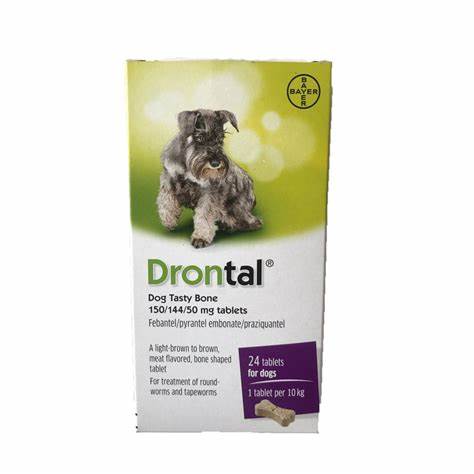 BAYER
BAYER
Drontal®
Dog Tasty Bone
150/144/50 mg tablets
Febantel/pyrantel embonate/praziquantel
A light-brown to brown,
meat flavored, bone shaped
tablet
For treatment of round-
worms and tapeworms
24 tablets
for dogs
1 tablet per 10 kg